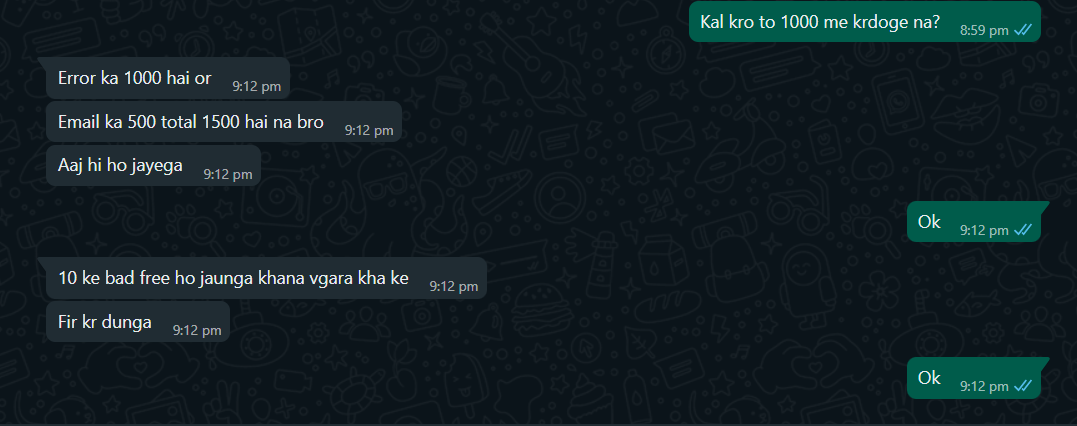 Kal kro to 1000 me krdoge na? 8:59 pm
Error ka 1000 hai or 9:12 pm
Email ka 500 total 1500 hai na bro 9:12 pm
Aaj hi ho jayega 9:12 pm
Ok 9:12 pm
10 ke bad free ho jaunga khana vgara kha ke 9:12 pm
Fir kr dunga 9:12 pm
Ok 9:12 pm